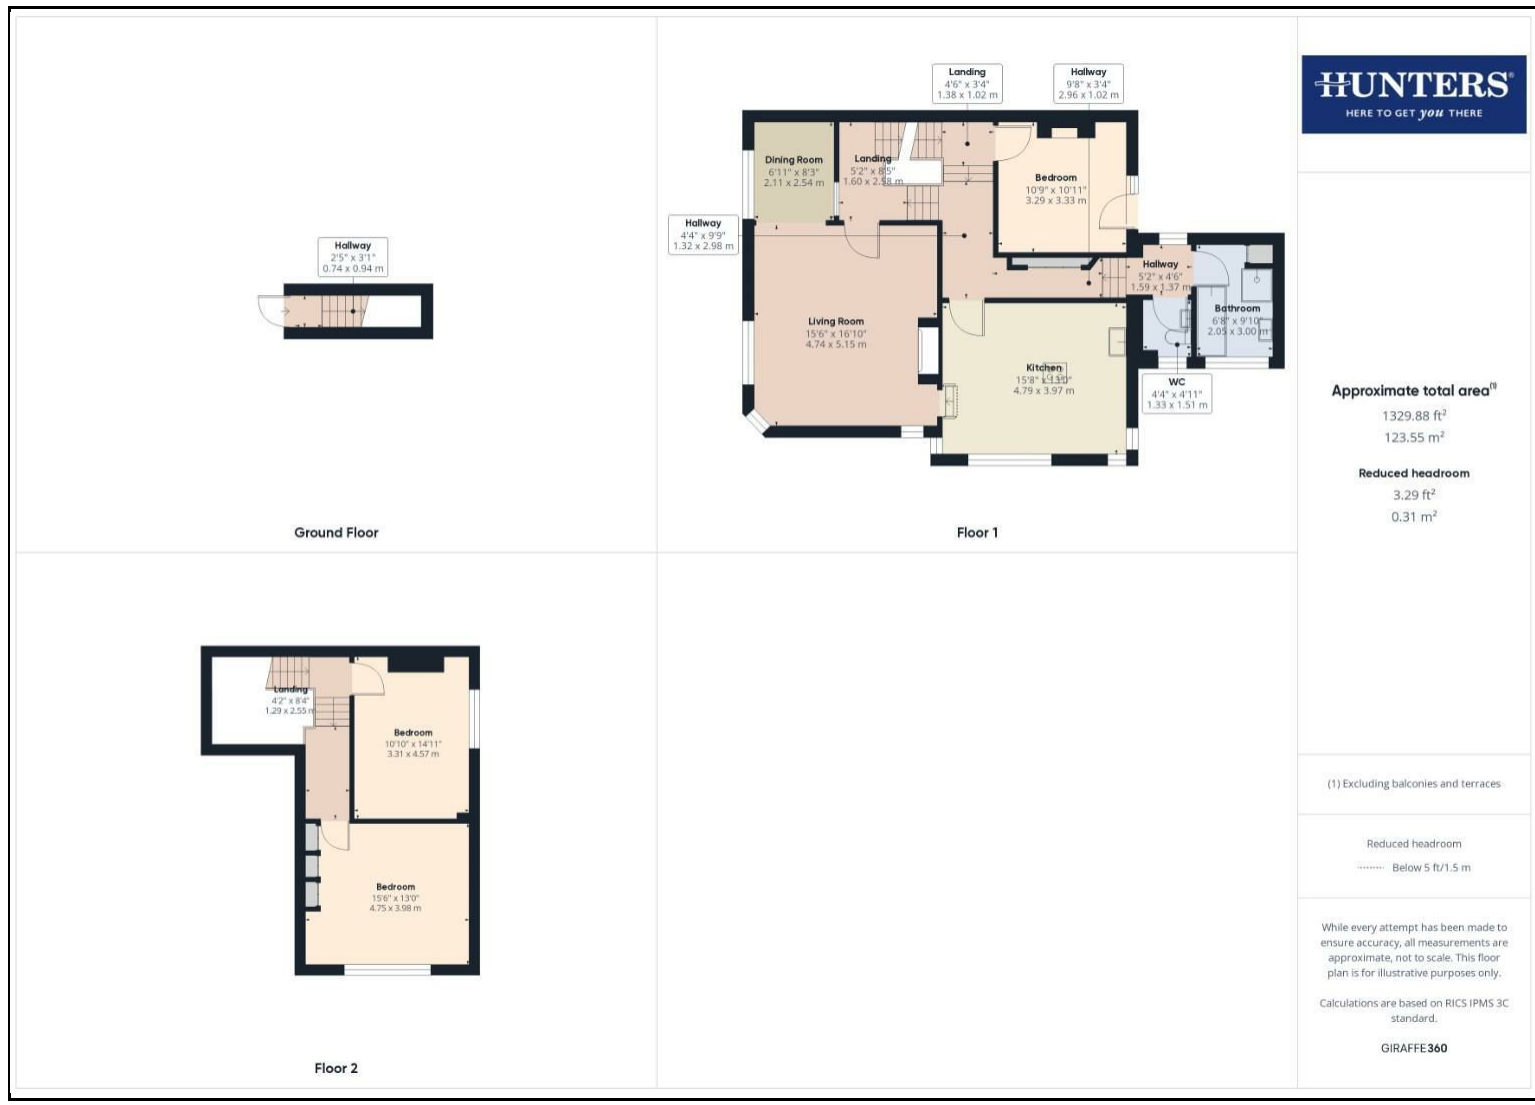 Hallway
2'5" x 3'1"
0.74 x 0.94 m
Ground Floor
Landing
4'6" x 3'4"
1.38 x 1.02 m
Hallway
9'8" x 3'4"
2.96 x 1.02 m
Dining Room
6'11" x 8'3"
2.11 x 2.54 m
Landing
5'2" x 8'5"
1.60 x 2.58 m
Bedroom
10'9" x 10'11"
3.29 x 3.33 m
Hallway
4'4" x 9'9"
1.32 x 2.98 m
Hallway
5'2" x 4'6"
1.59 x 1.37 m
Living Room
15'6" x 16'10"
4.74 x 5.15 m
Bathroom
6'8" x 9'10"
2.05 x 3.00 m
Kitchen
15'8" x 13'0"
4.79 x 3.97 m
WC
4'4" x 4'11"
1.33 x 1.51 m
Floor 1
Landing
4'2" x 8'4"
1.29 x 2.55 m
Bedroom
10'10" x 14'11"
3.31 x 4.57 m
Bedroom
15'6" x 13'0"
4.75 x 3.98 m
Floor 2
HUNTERS®
HERE TO GET you THERE
Approximate total area(1)
1329.88 ft²
123.55 m²
Reduced headroom
3.29 ft²
0.31 m²
(1) Excluding balconies and terraces
Reduced headroom
Below 5 ft/1.5 m
While every attempt has been made to
ensure accuracy, all measurements are
approximate, not to scale. This floor
plan is for illustrative purposes only.
Calculations are based on RICS IPMS 3C
standard.
GIRAFFE360